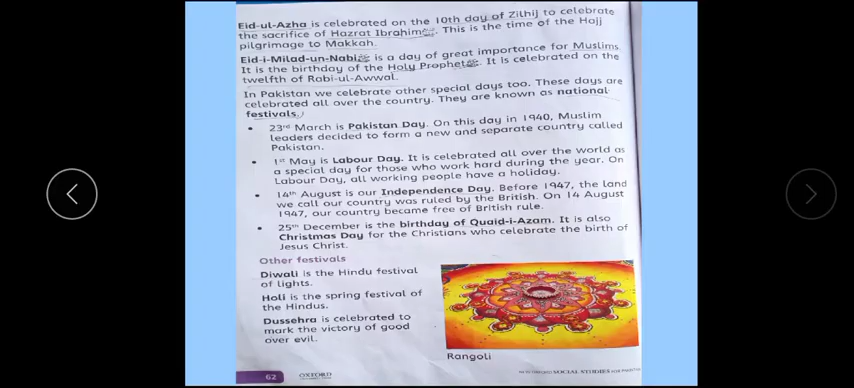 Eid-ul-Azha is celebrated on the 10th day of Zilhij to celebrate
the sacrifice of Hazrat Ibrahim. This is the time of the Hajj
pilgrimage to Makkah.
Eid-i-Milad-un-Nabi ﷺ is a day of great importance for Muslims.
It is the birthday of the Holy Prophet ﷺ. It is celebrated on the
twelfth of Rabi-ul-Awwal.
In Pakistan we celebrate other special days too. These days are
celebrated all over the country. They are known as national
festivals.
• 23rd March is Pakistan Day. On this day in 1940, Muslim
leaders decided to form a new and separate country called
Pakistan.
• 1st May is Labour Day. It is celebrated all over the world as
a special day for those who work hard during the year. On
Labour Day, all working people have a holiday.
• 14th August is our Independence Day. Before 1947, the land
we call our country was ruled by the British. On 14 August
1947, our country became free of British rule.
• 25th December is the birthday of Quaid-i-Azam. It is also
Christmas Day for the Christians who celebrate the birth of
Jesus Christ.
Other festivals
Diwali is the Hindu festival
of lights.
Holi is the spring festival of
the Hindus.
Dussehra is celebrated to
mark the victory of good
over evil.
Rangoli
62
OXFORD
SOCIAL STUDIES FOR PAKISTAN